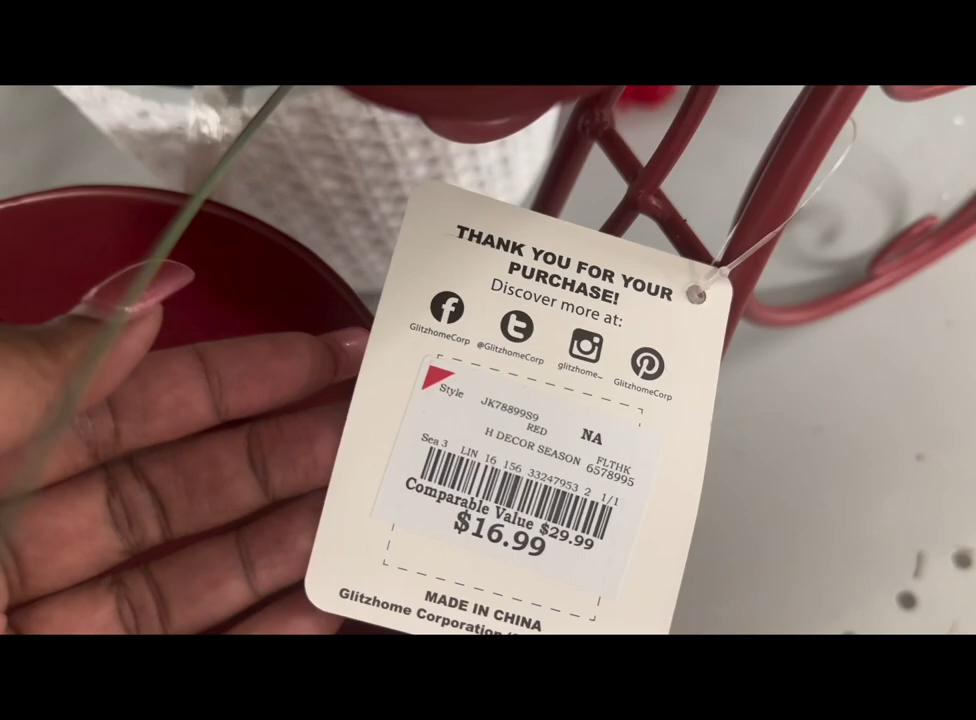 THANK YOU FOR YOUR
PURCHASE!
Discover more at:
GlitzhomeCorp @GlitzhomeCorp glitzhome_ GlitzhomeCorp
Style JK78899S9 NA
RED FLTHK
H DECOR SEASON 6578995
Sea 3 LIN 16 156 33247953 2 1/1
Comparable Value $29.99
$16.99
MADE IN CHINA
Glitzhome Corporation